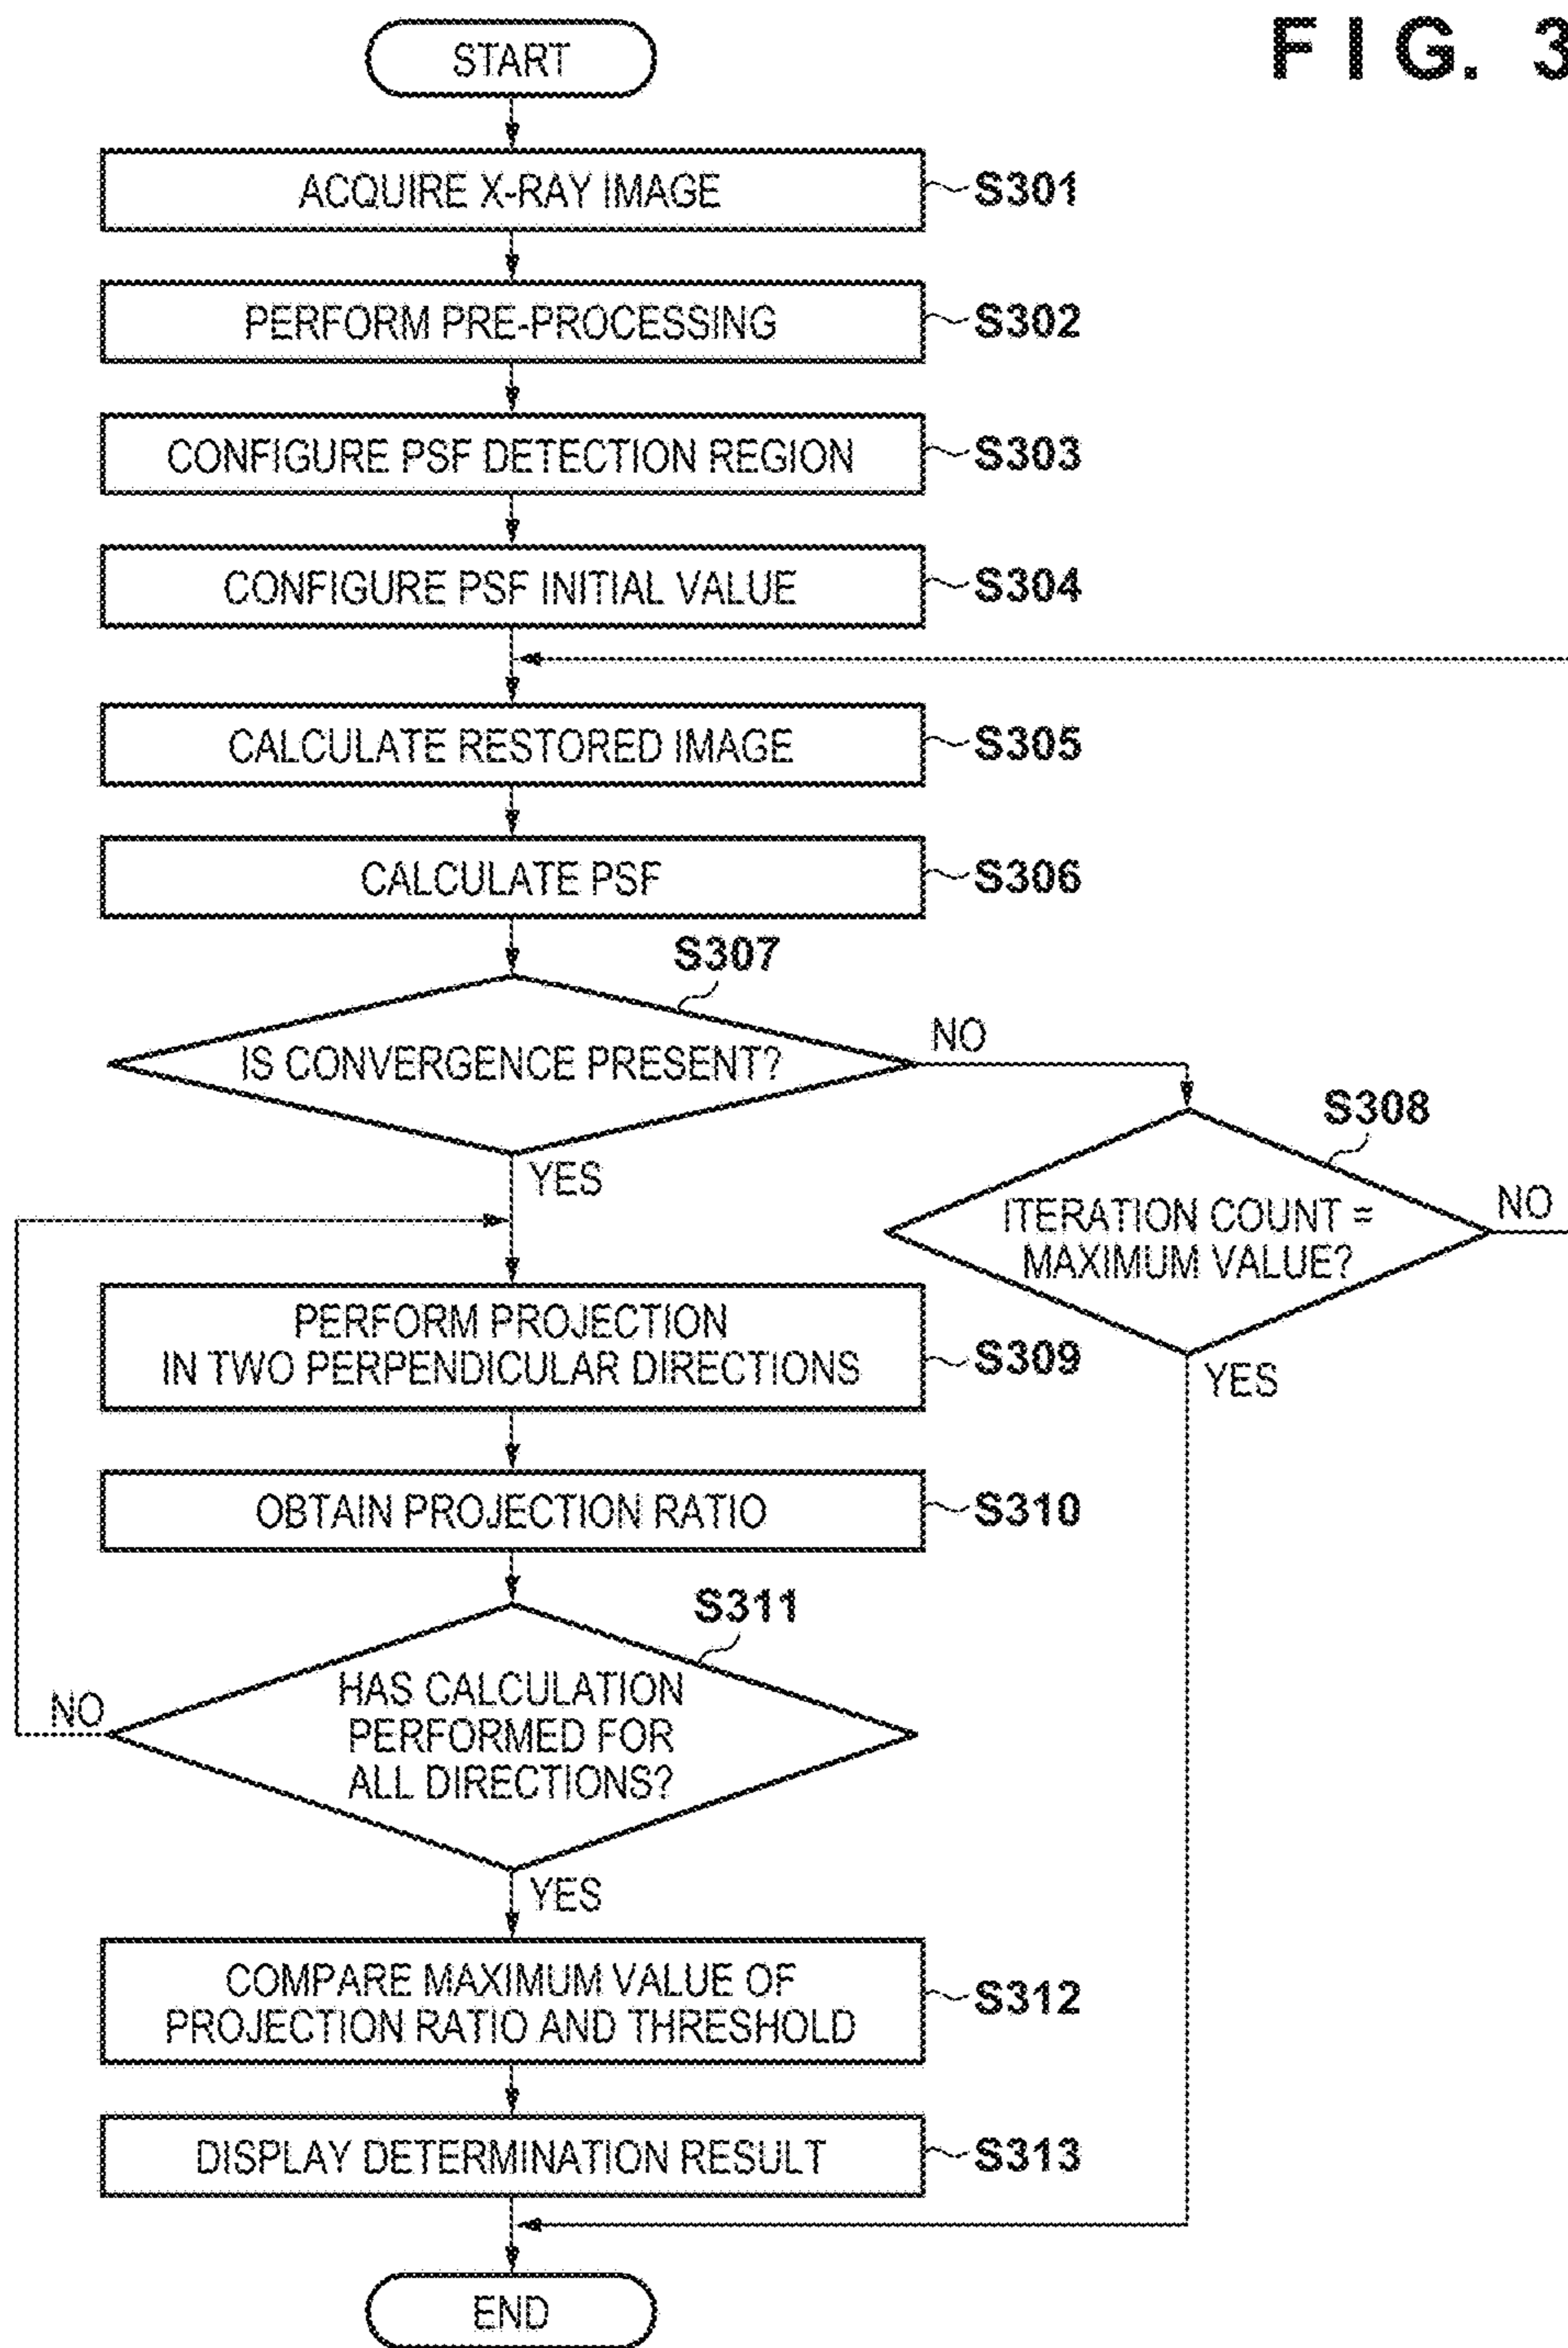 FIG. 3
START
ACQUIRE X-RAY IMAGE
S301
PERFORM PRE-PROCESSING
S302
CONFIGURE PSF DETECTION REGION
S303
CONFIGURE PSF INITIAL VALUE
S304
CALCULATE RESTORED IMAGE
S305
CALCULATE PSF
S306
S307
IS CONVERGENCE PRESENT?
NO
YES
S308
ITERATION COUNT =
MAXIMUM VALUE?
NO
YES
PERFORM PROJECTION
IN TWO PERPENDICULAR DIRECTIONS
S309
OBTAIN PROJECTION RATIO
S310
S311
HAS CALCULATION
PERFORMED FOR
ALL DIRECTIONS?
NO
YES
COMPARE MAXIMUM VALUE OF
PROJECTION RATIO AND THRESHOLD
S312
DISPLAY DETERMINATION RESULT
S313
END